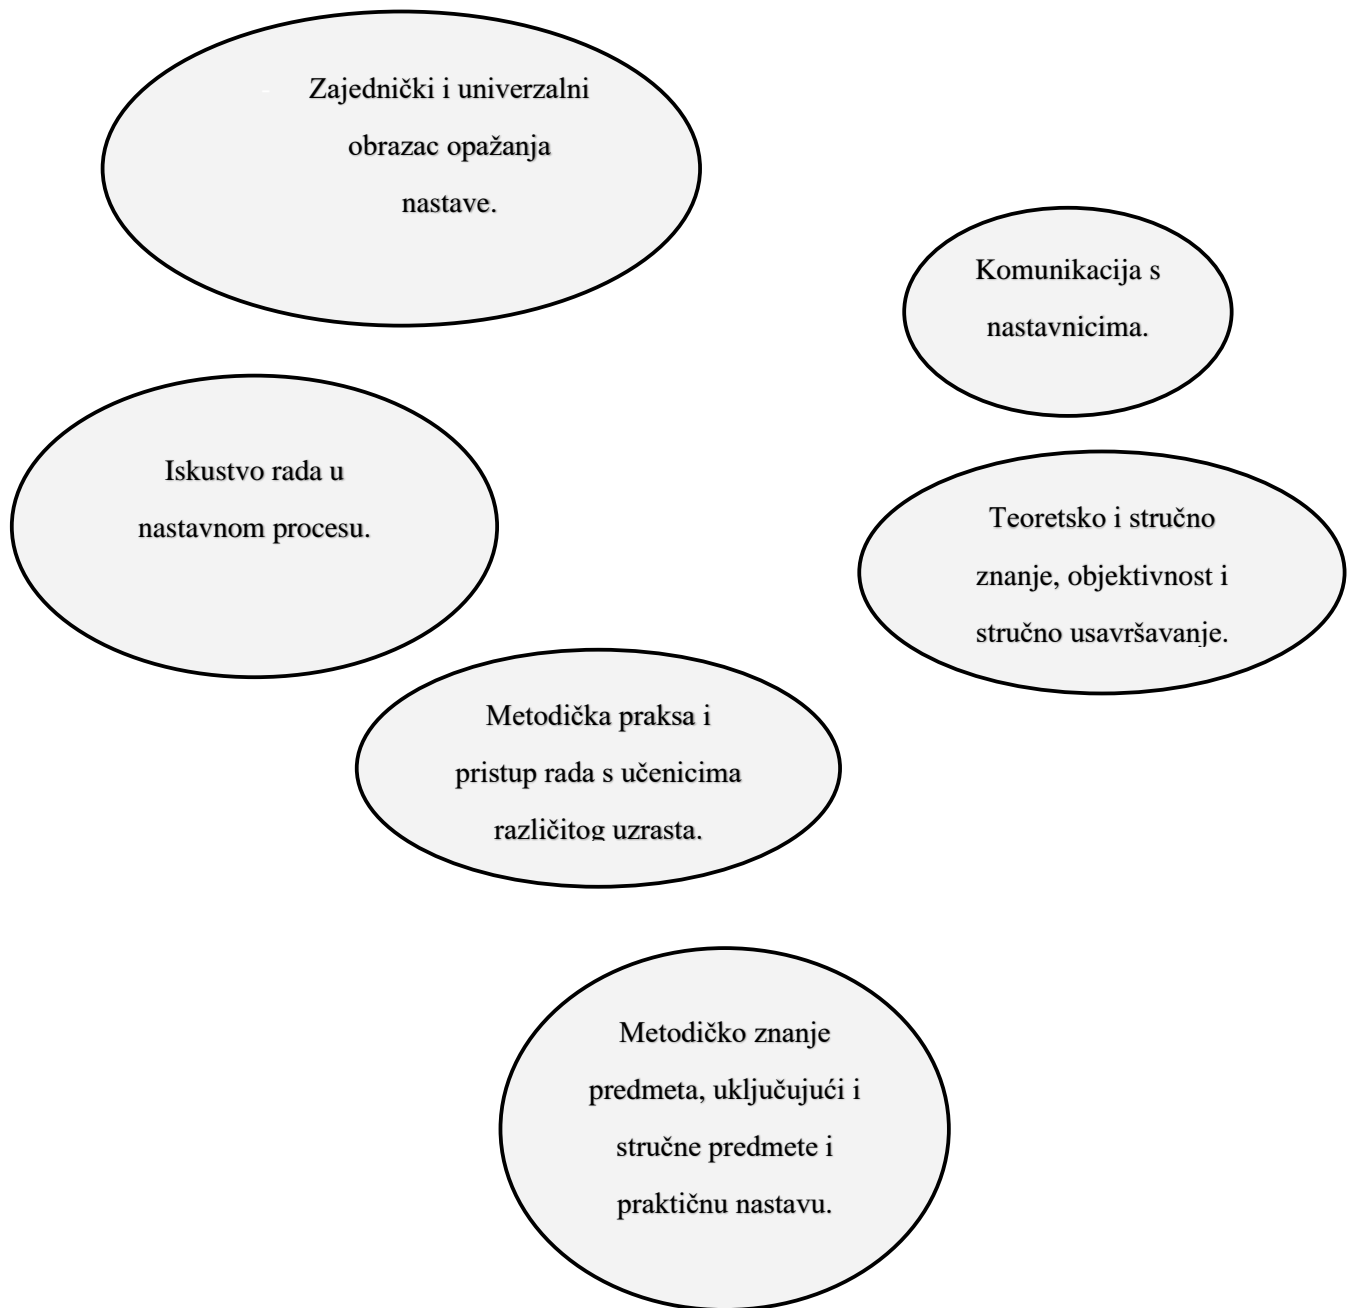 Zajednički i univerzalni
obrazac opažanja
nastave.
Komunikacija s
nastavnicima.
Iskustvo rada u
nastavnom procesu.
Teoretsko i stručno
znanje, objektivnost i
stručno usavršavanje.
Metodička praksa i
pristup rada s učenicima
različitog uzrasta.
Metodičko znanje
predmeta, uključujući i
stručne predmete i
praktičnu nastavu.